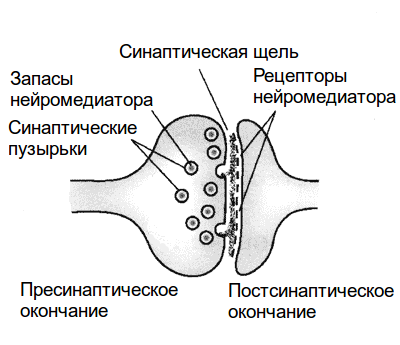 Синаптическая щель
Запасы
нейромедиатора
Рецепторы
нейромедиатора
Синаптические
пузырьки
Пресинаптическое
окончание
Постсинаптическое
окончание